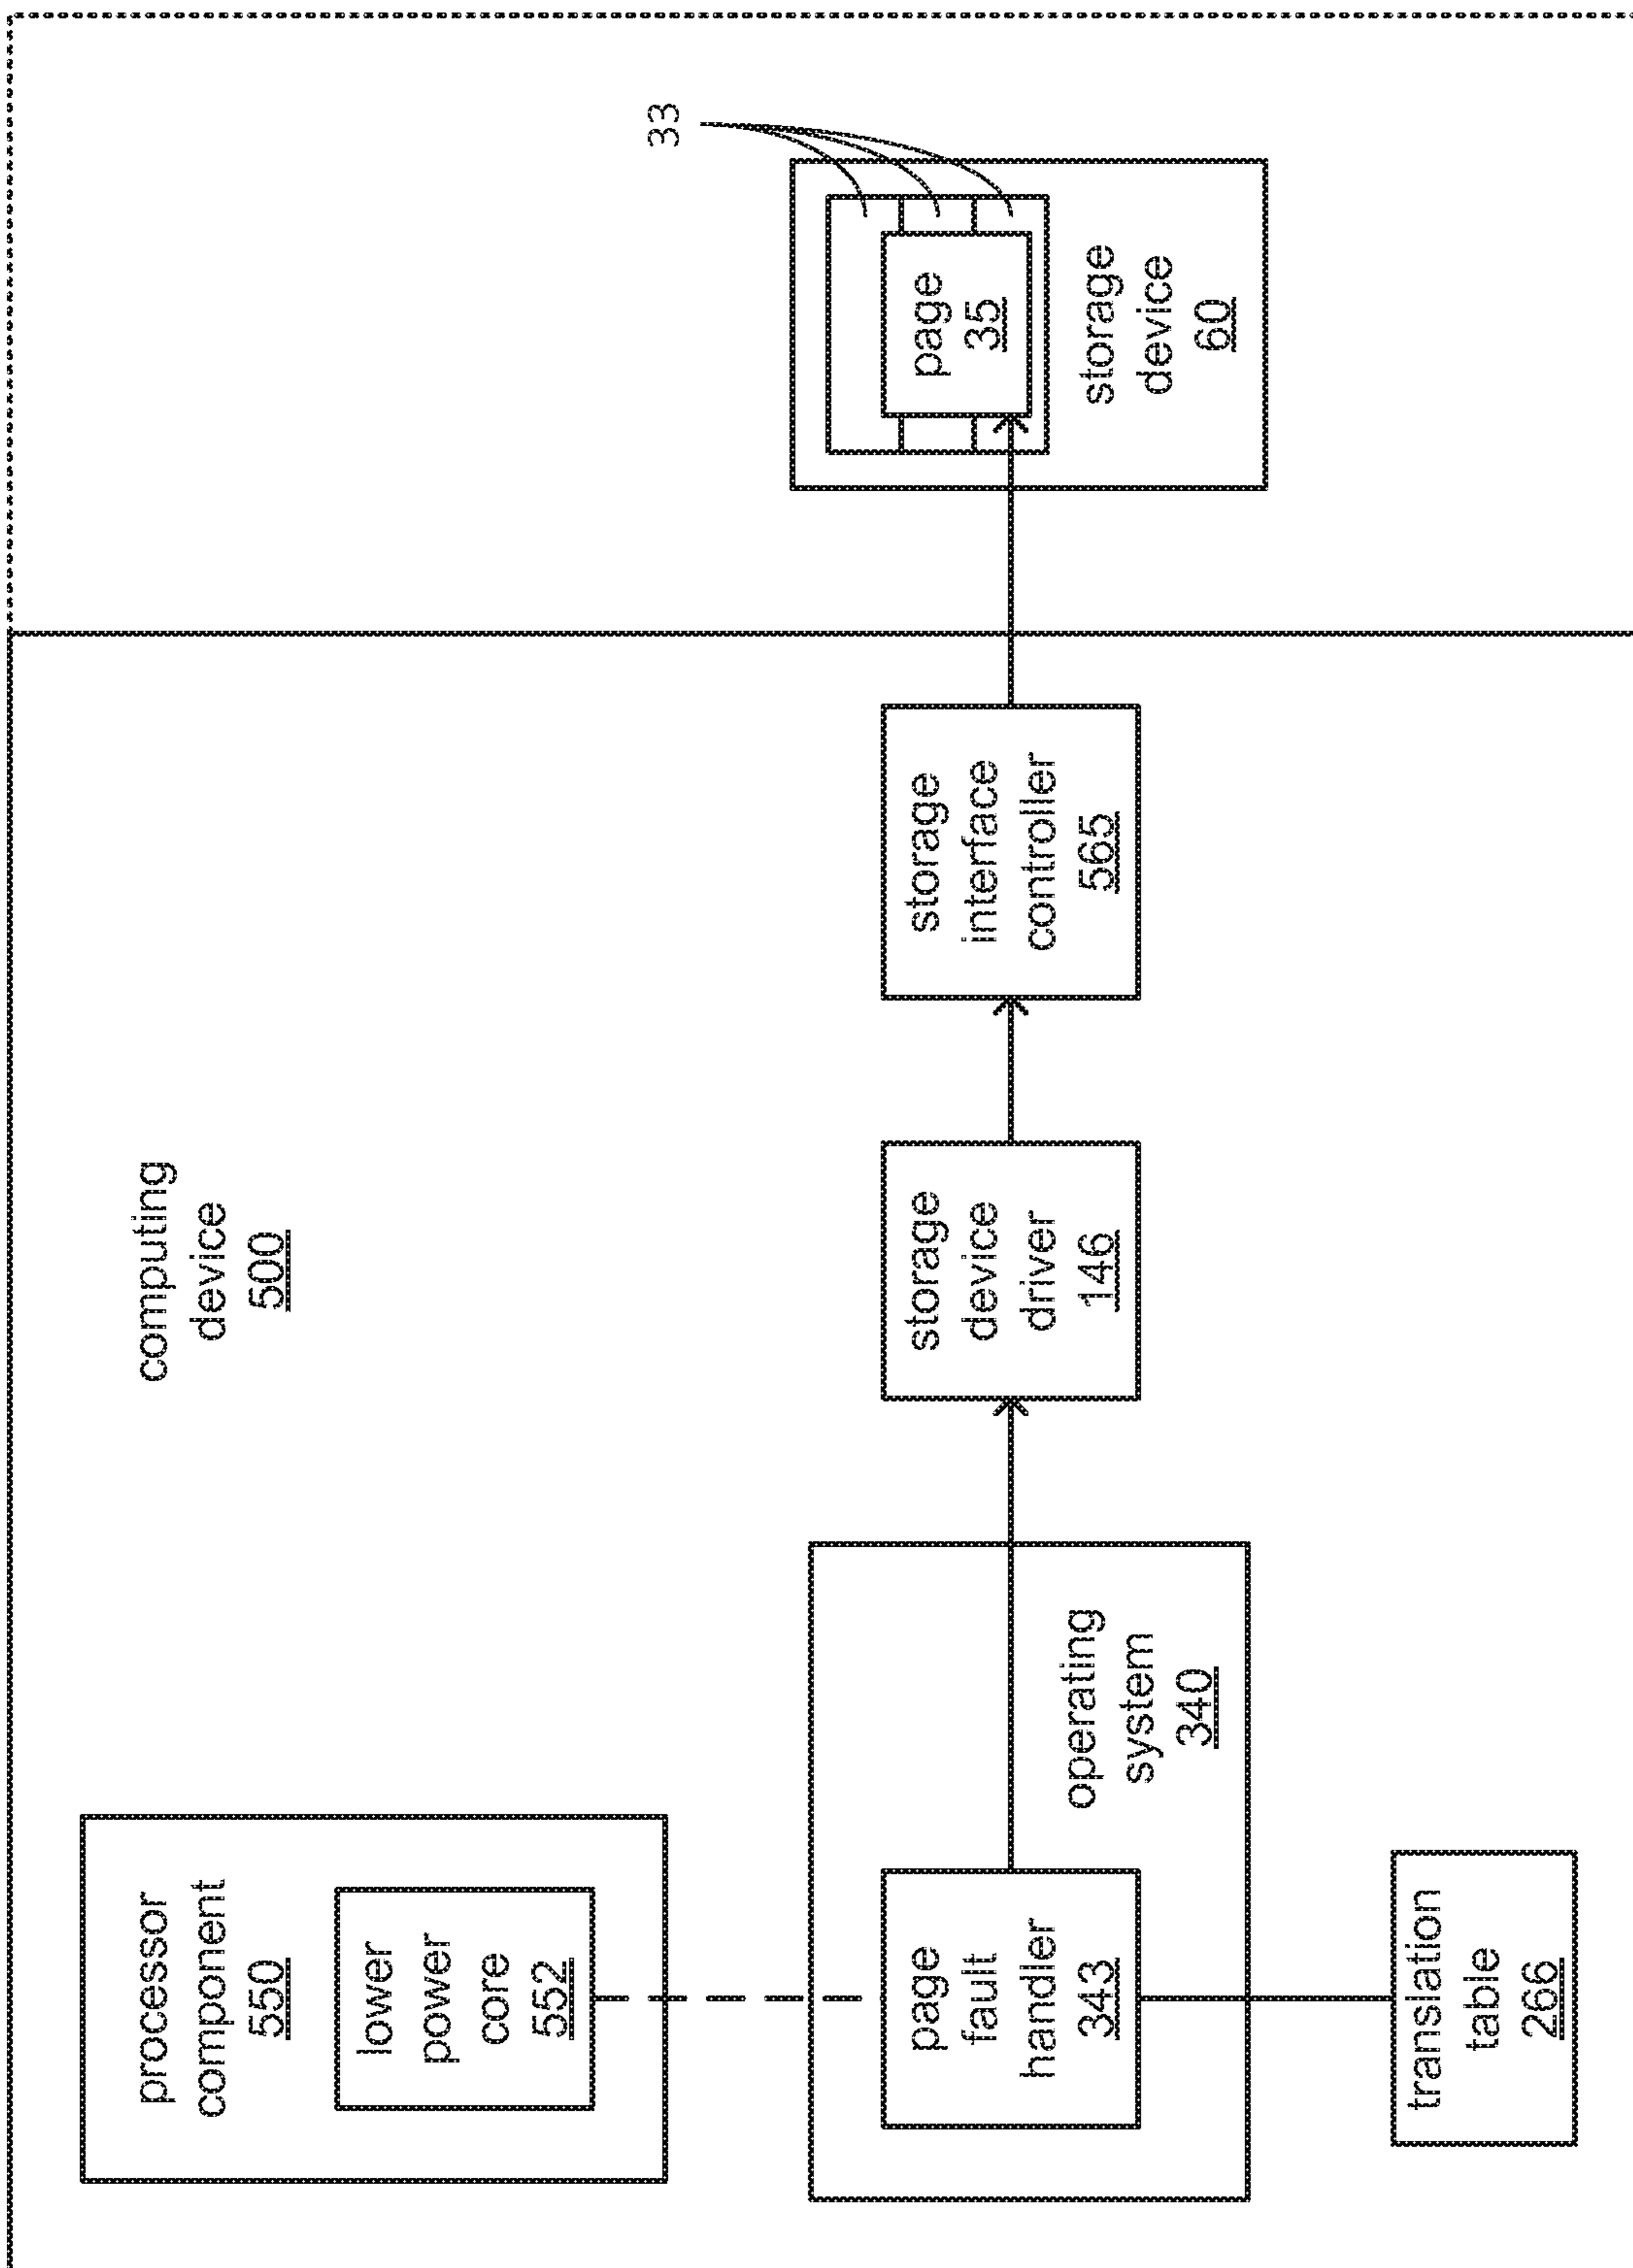 processor
component
550
lower
power
core
552
computing
device
500
page
fault
handler
343
operating
system
340
translation
table
266
storage
device
driver
146
storage
interface
controller
565
33
page
35
storage
device
60